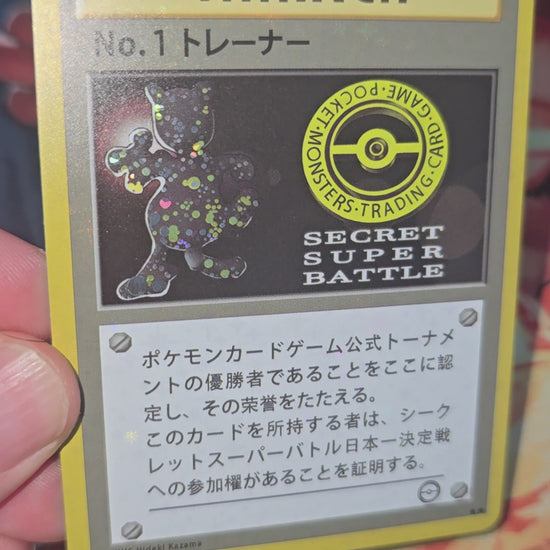 No.1 トレーナー
POCKET·MONSTERS·TRADING·CARD·GAME·
SECRET
SUPER
BATTLE
ポケモンカードゲーム公式トーナメ
ントの優勝者であることをここに認
定し、その栄誉をたたえる。
このカードを所持する者は、シーク
レットスーパーバトル日本一決定戦
への参加權があることを証明する。
Hideki Kazama